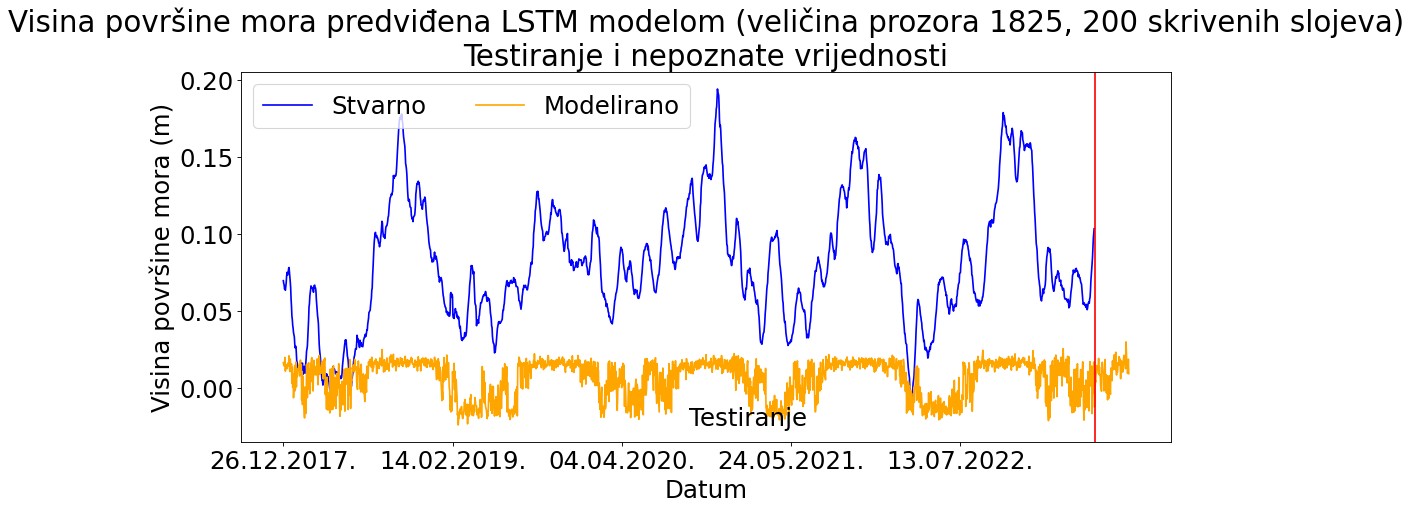 Visina površine mora predviđena LSTM modelom (veličina prozora 1825, 200 skrivenih slojeva)
Testiranje i nepoznate vrijednosti
Stvarno Modelirano
Visina površine mora (m)
0.20
0.15
0.10
0.05
0.00
Testiranje
26.12.2017. 14.02.2019. 04.04.2020. 24.05.2021. 13.07.2022.
Datum